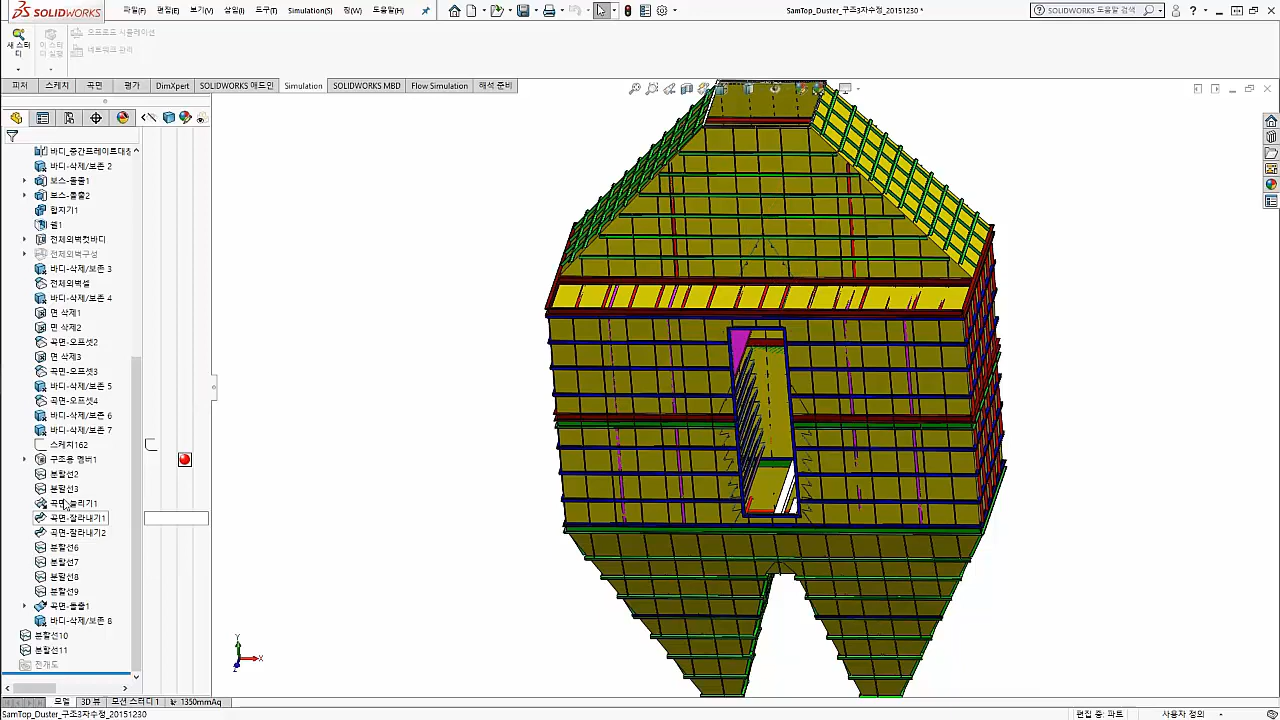 SOLIDWORKS
파일(F) 편집(E) 보기(V) 삽입(I) 도구(T) Simulation(S) 창(W) 도움말(H)
SamTop_Duster_구조3차수정_20151230 *
SOLIDWORKS 도움말 검색
새 스터디
이 스터디 실행
오프로드 시뮬레이션
네트워크 관리
피처 스케치 곡면 평가 DimXpert SOLIDWORKS 애드인 Simulation SOLIDWORKS MBD Flow Simulation 해석 준비
바디_중간프레이트대칭
바디-삭제/보존 2
보스-돌출1
보스-돌출2
합치기1
쉘1
전체외벽컷바디
전체외벽구성
바디-삭제/보존 3
전체외벽쉘
바디-삭제/보존 4
면 삭제1
면 삭제2
곡면-오프셋2
면 삭제3
곡면-오프셋3
바디-삭제/보존 5
곡면-오프셋4
바디-삭제/보존 6
바디-삭제/보존 7
스케치162
구조용 멤버1
분할선2
분할선3
곡면-늘리기1
곡면-잘라내기1
곡면-잘라내기2
분할선6
분할선7
분할선8
분할선9
곡면-돌출1
바디-삭제/보존 8
분할선10
분할선11
전개도
Y
X
Z
모델 3D 뷰 모션 스터디 1 1350mmAq
SamTop_Duster_구조3차수정_20151230
편집 중: 파트
사용자 정의